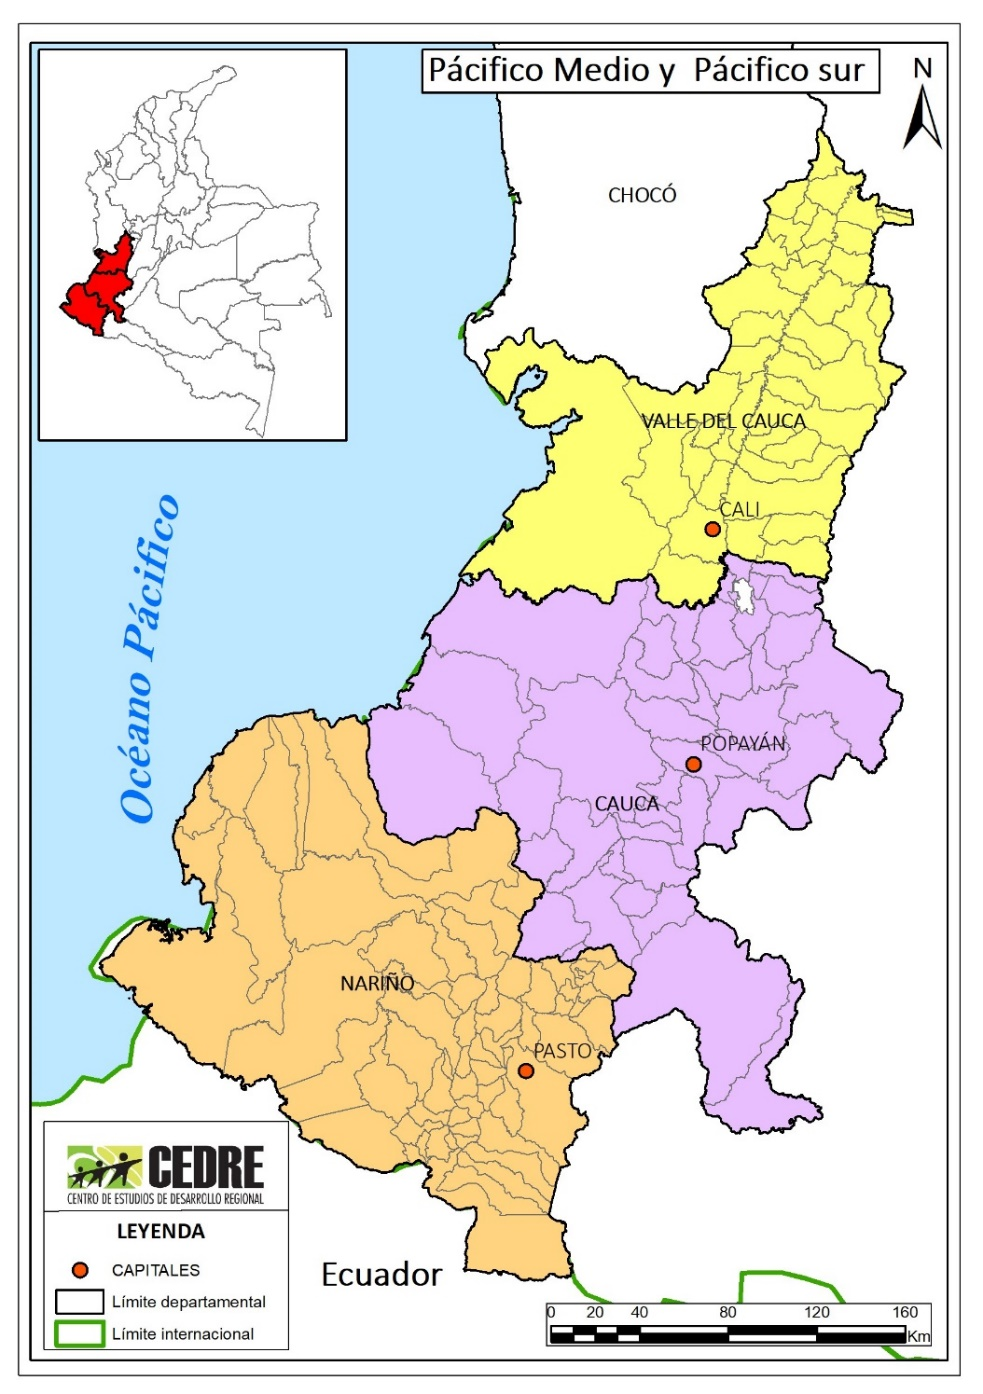 Pácifico Medio y Pácifico sur
N
CHOCÓ
VALLE DEL CAUCA
CALI
Océano Pácifico
POPAYÁN
CAUCA
NARIÑO
PASTO
CEDRE
CENTRO DE ESTUDIOS DE DESARROLLO REGIONAL
LEYENDA
CAPITALES
Límite departamental
Límite internacional
Ecuador
0 20 40 80 120 160
Km